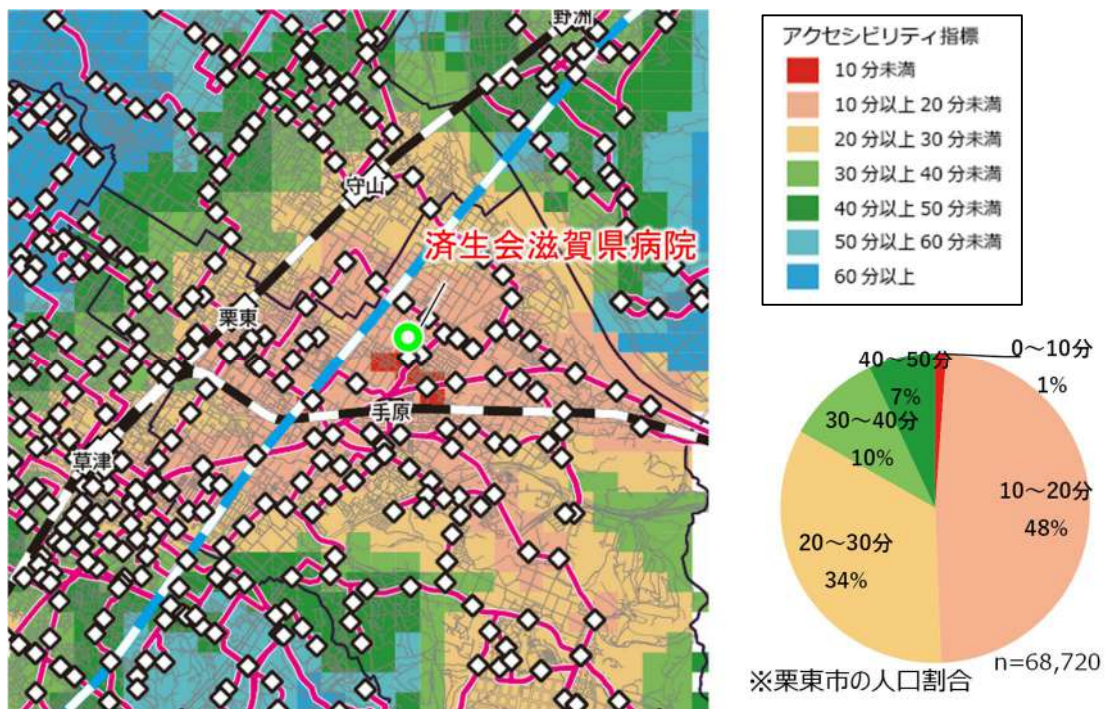 野洲
守山
済生会滋賀県病院
栗東
手原
草津
アクセシビリティ指標
10分未満
10分以上20分未満
20分以上30分未満
30分以上40分未満
40分以上50分未満
50分以上60分未満
60分以上
0～10分
1%
40～50分
7%
30～40分
10%
10～20分
48%
20～30分
34%
n=68,720
※栗東市の人口割合